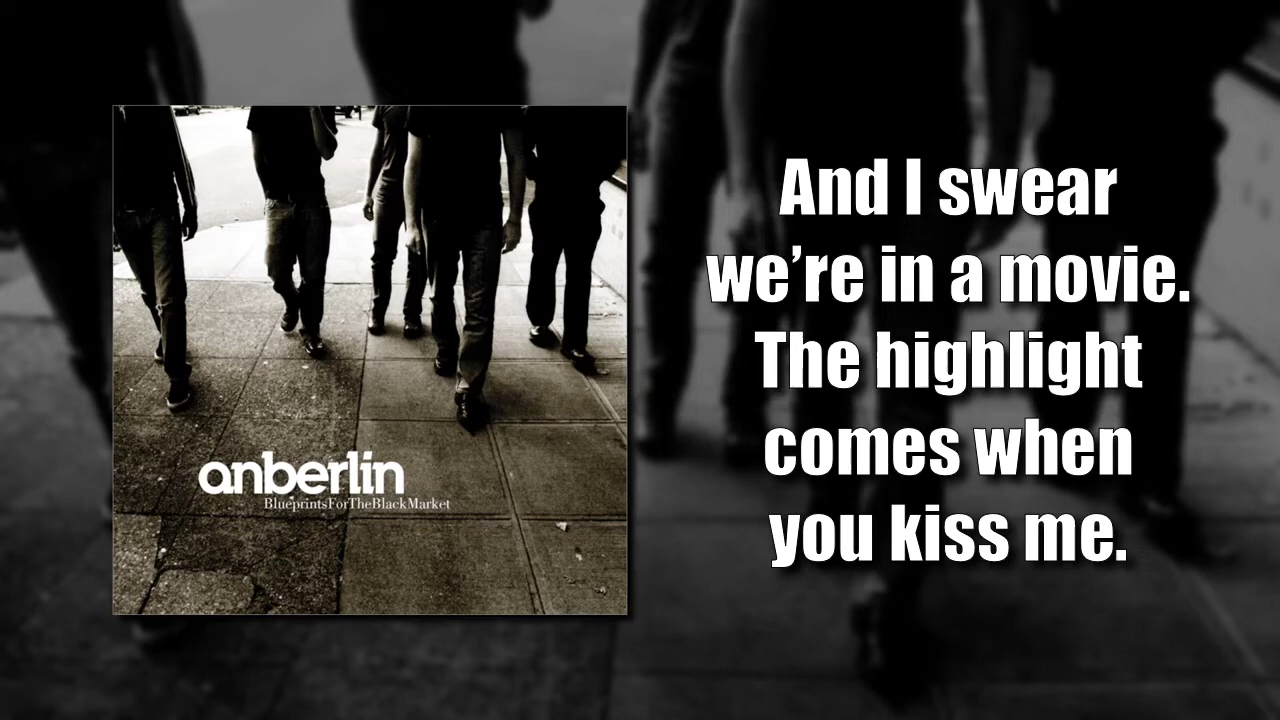 anberlin
BlueprintsForTheBlackMarket
And I swear
we’re in a movie.
The highlight
comes when
you kiss me.